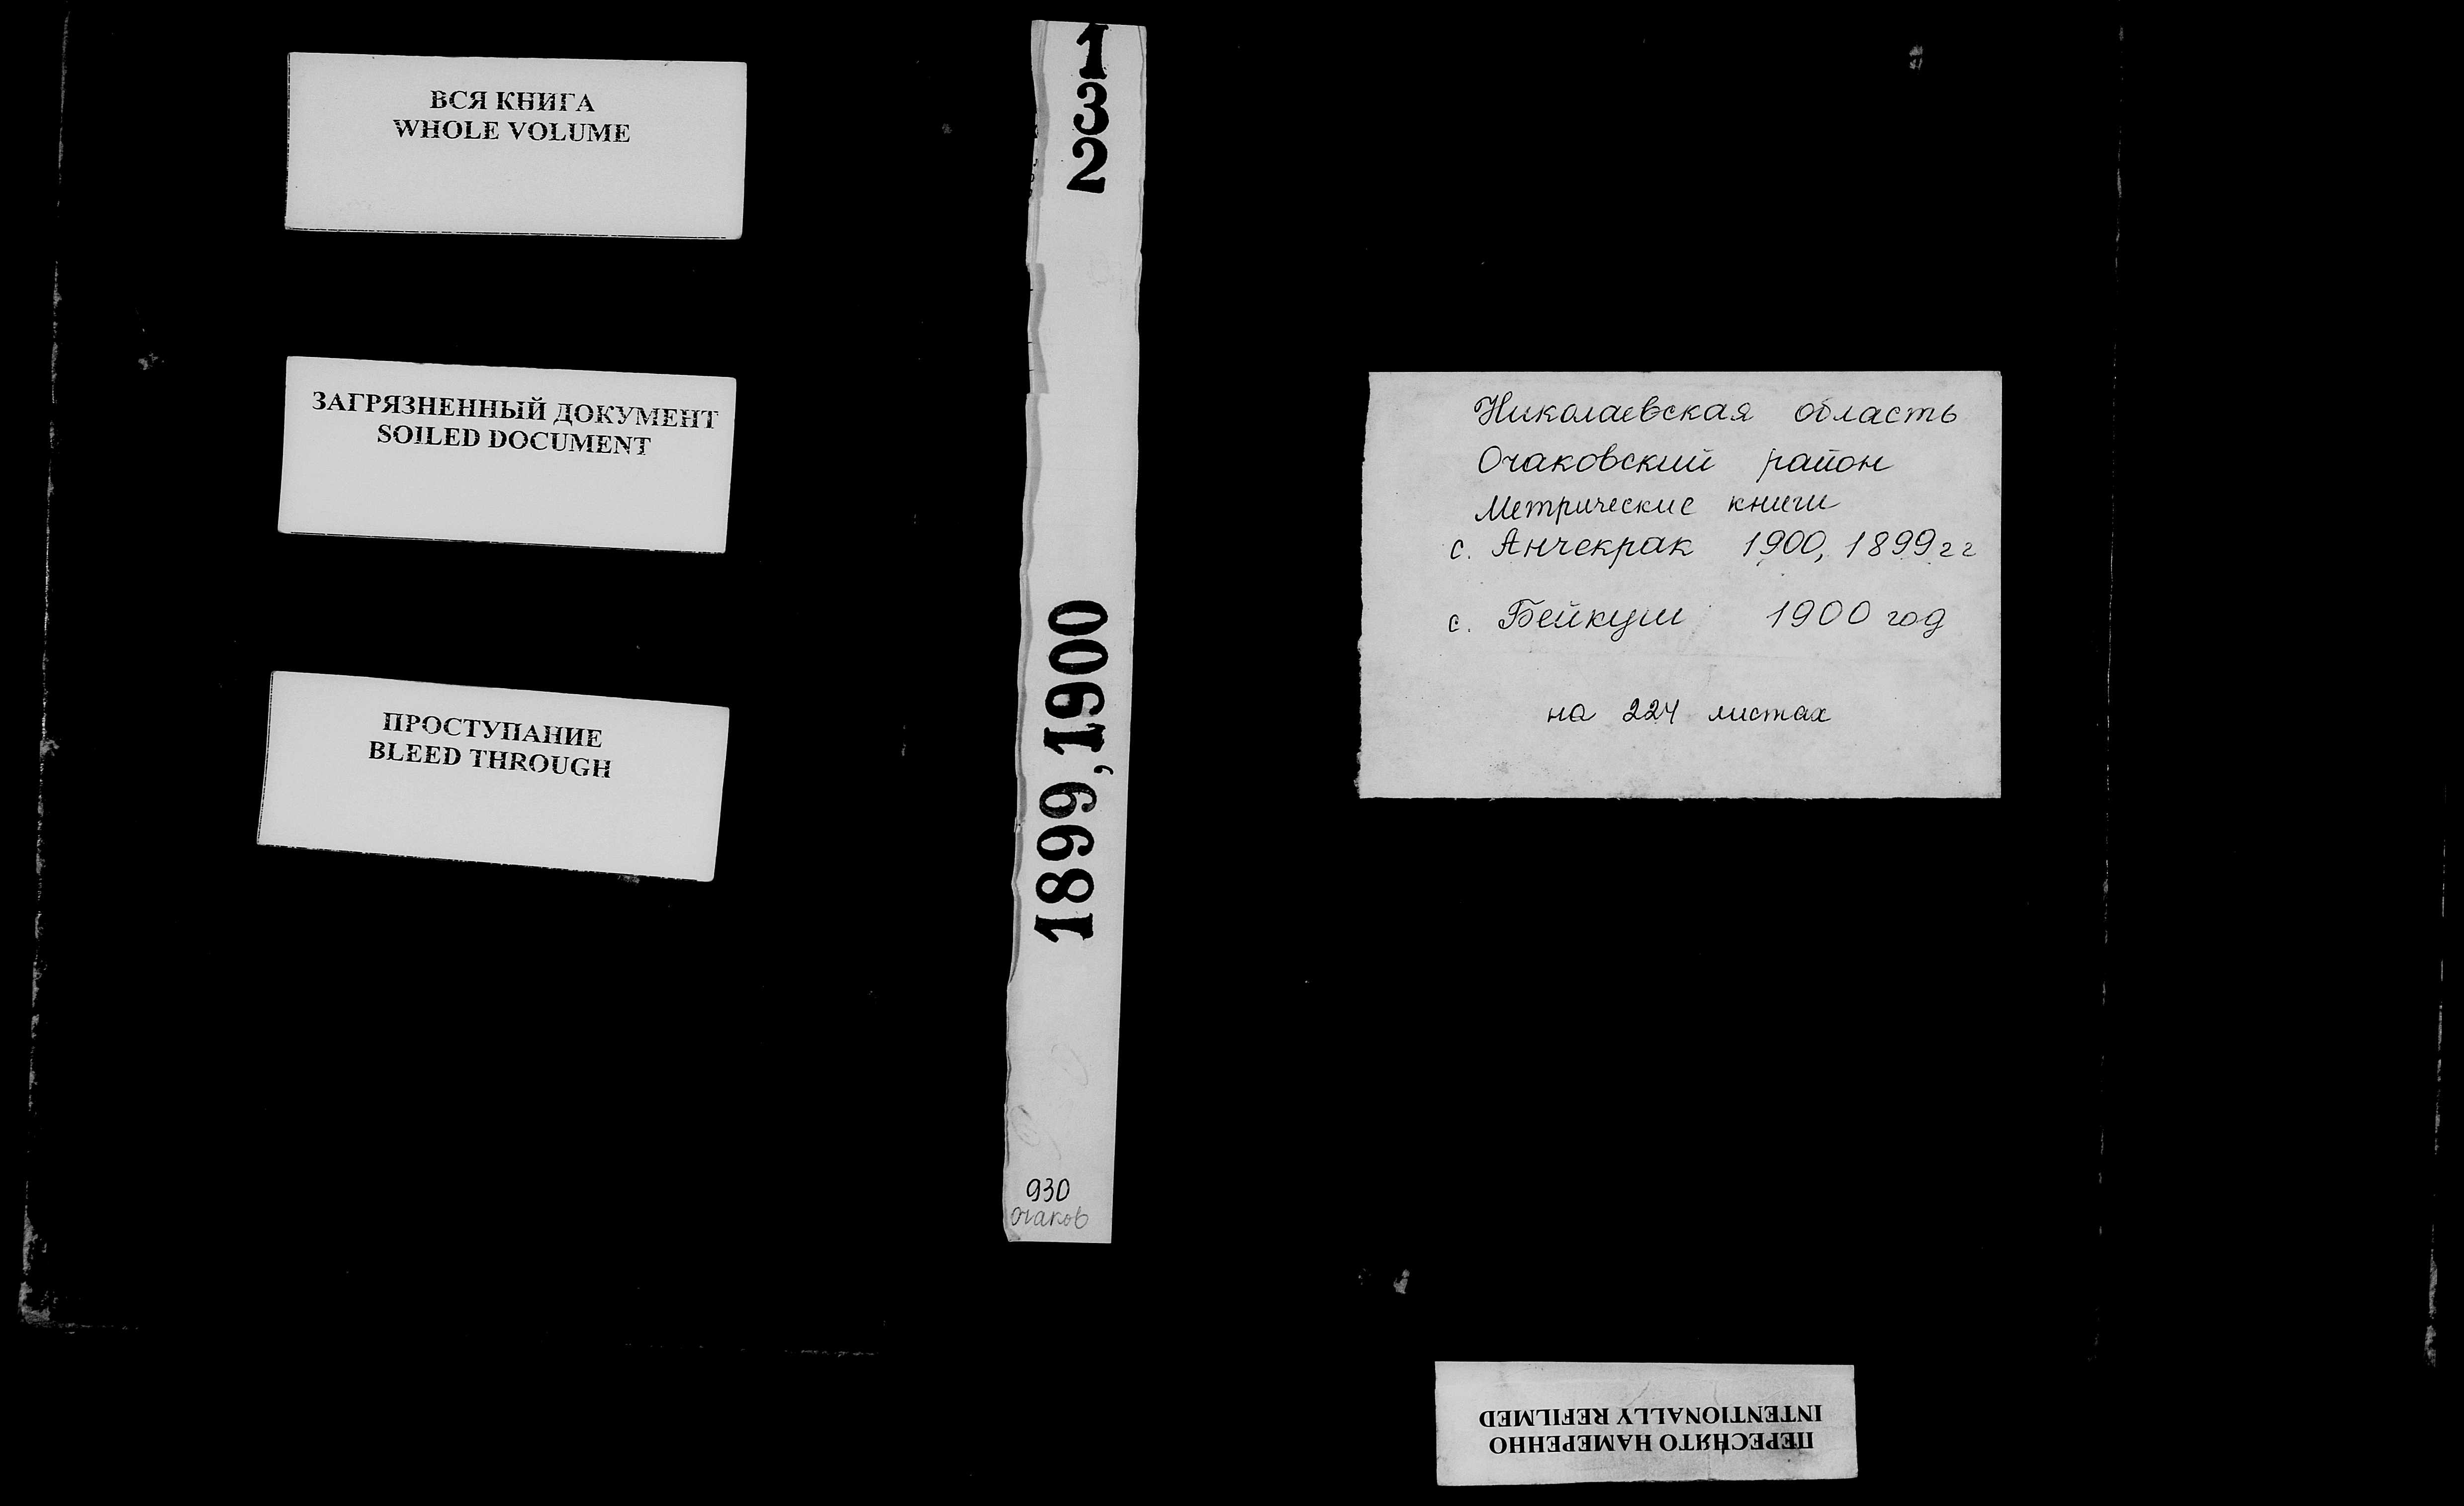 ВСЯ КНИГА
WHOLE VOLUME
ЗАГРЯЗНЕННЫЙ ДОКУМЕНТ
SOILED DOCUMENT
ПРОСТУПАНИЕ
BLEED THROUGH
132
1899,1900
930
Очаков
Николаевская область
Очаковский район
Метрические книги
с. Анчекрак 1900, 1899 г г
с. Бейкуш 1900 год
на 224 листах
ПЕРЕСНЯТО НАМЕРЕННО
INTENTIONALLY REFILMED